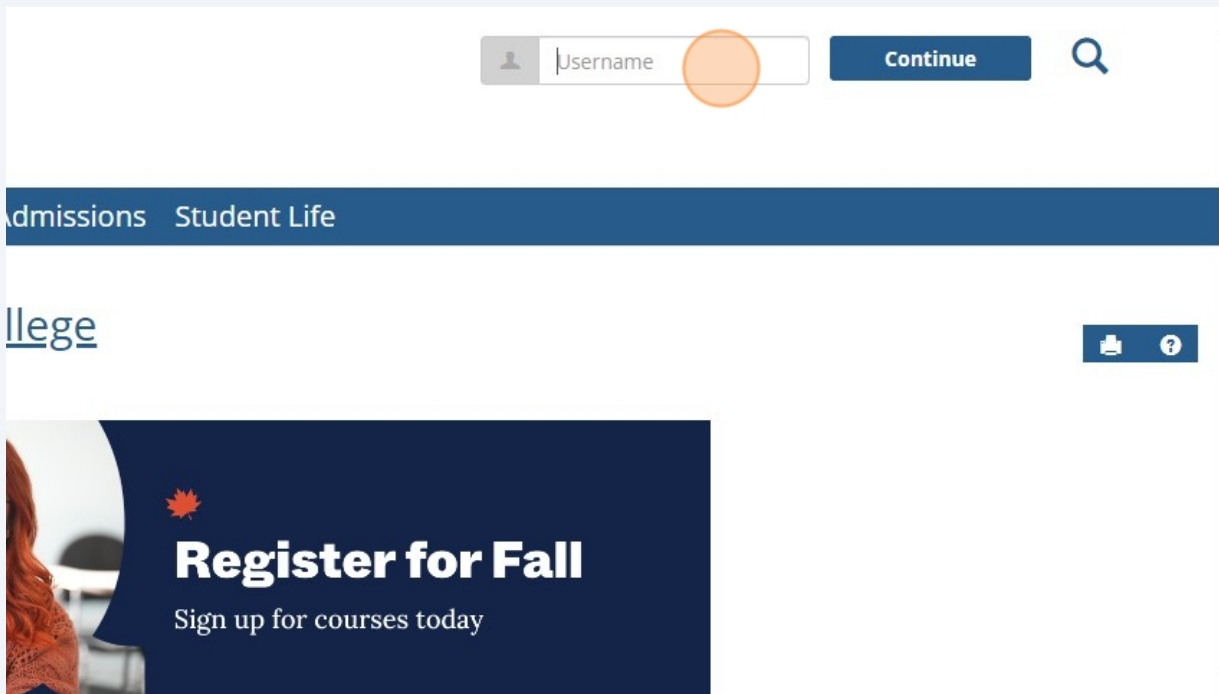 Username
Continue
Admissions Student Life
llege
Register for Fall
Sign up for courses today